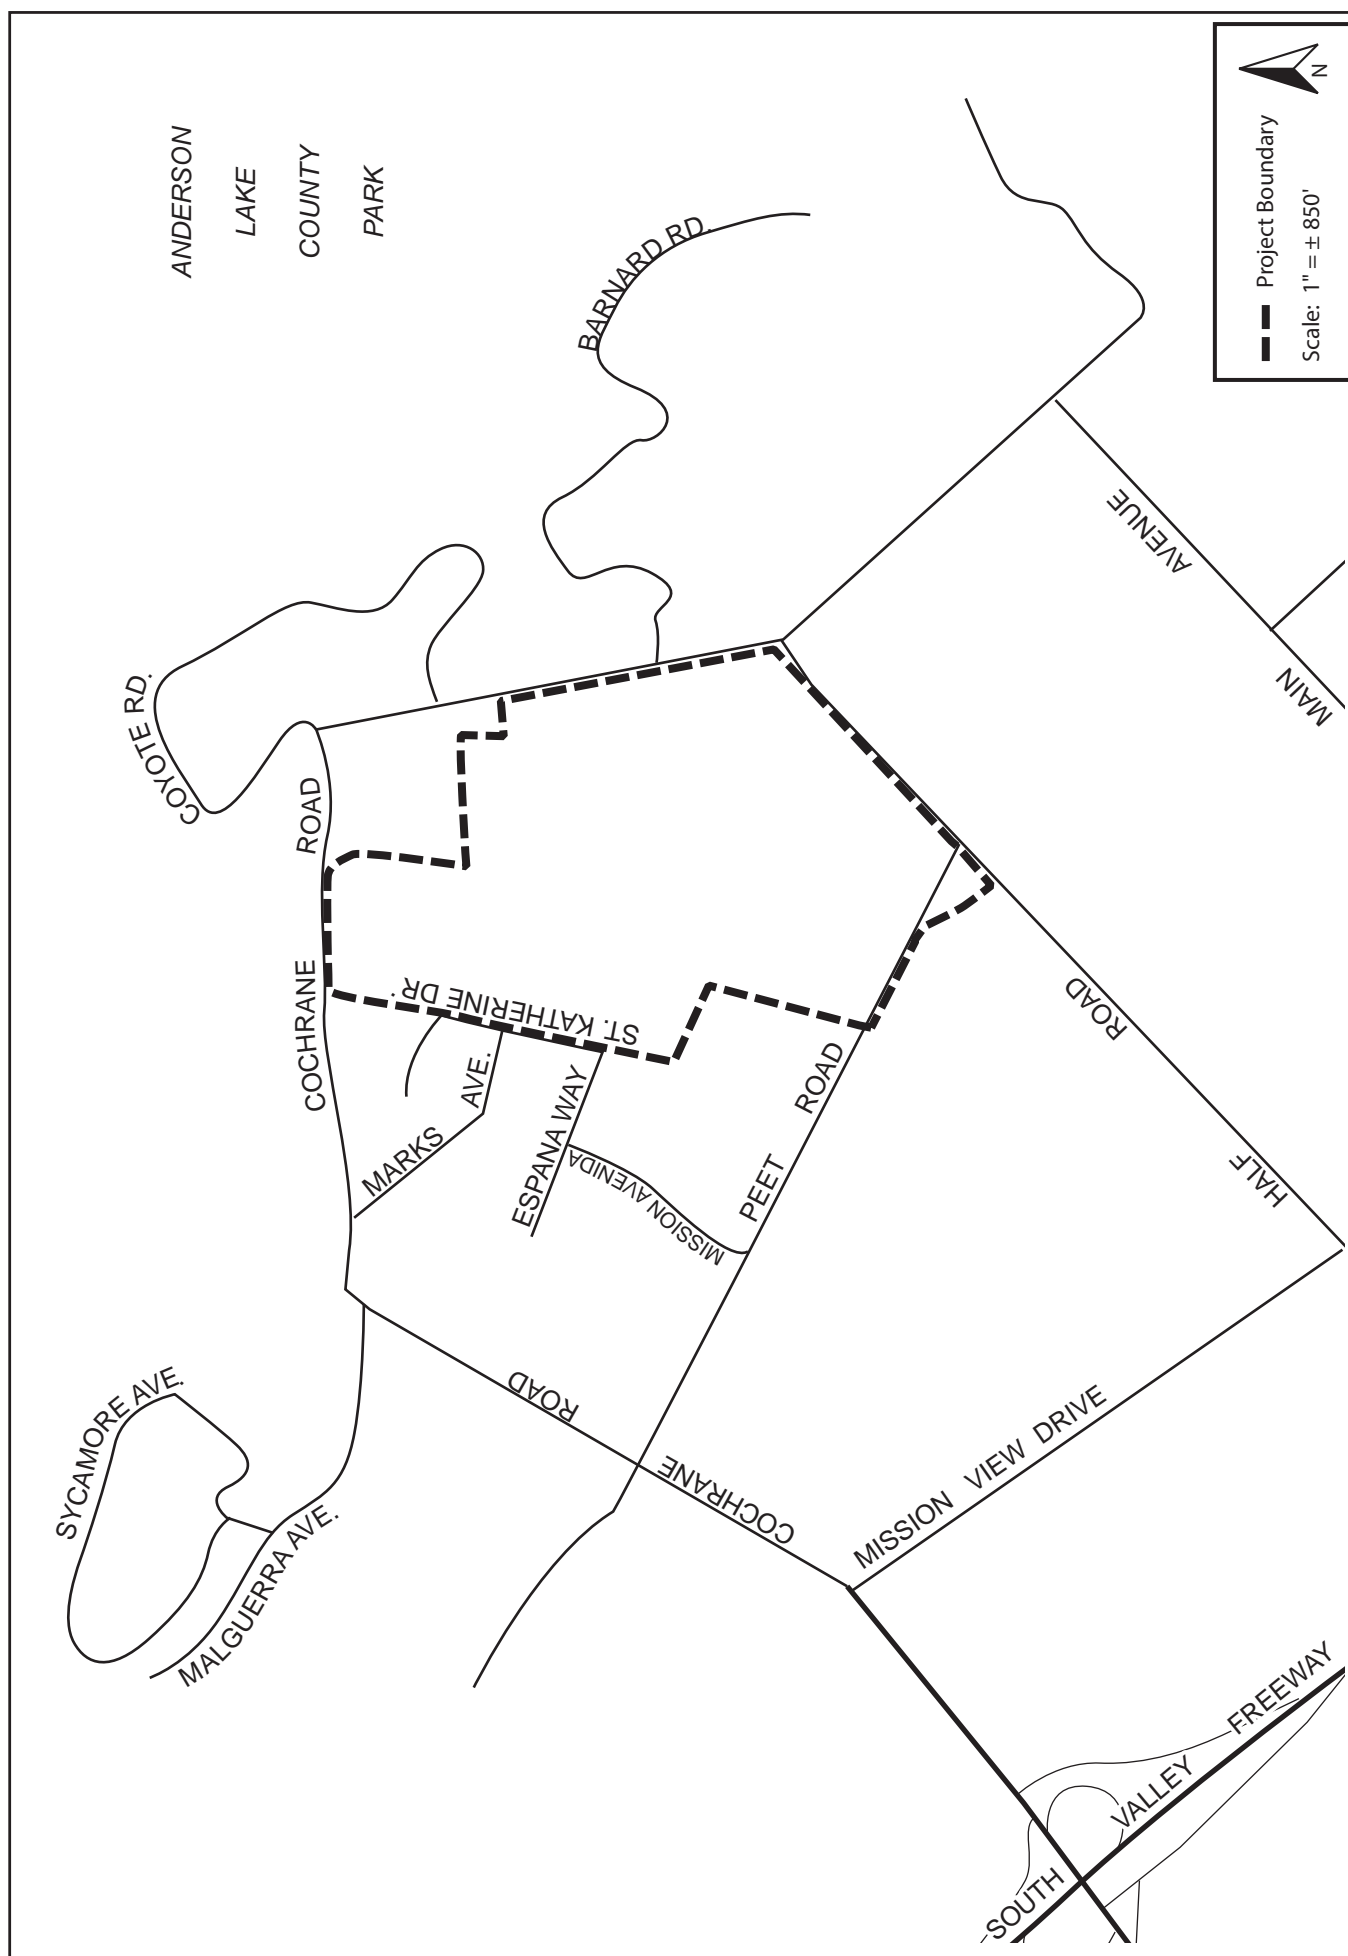 ANDERSON
LAKE
COUNTY
PARK
COYOTE RD.
BARNARD RD.
COCHRANE ROAD
ST. KATHERINE DR.
MARKS AVE.
ESPANA WAY
MISSION AVENIDA
PEET ROAD
SYCAMORE AVE.
MALGUERRA AVE.
COCHRANE ROAD
MISSION VIEW DRIVE
HALF ROAD
MAIN AVENUE
SOUTH VALLEY FREEWAY
Project Boundary
Scale: 1" = ± 850'
N